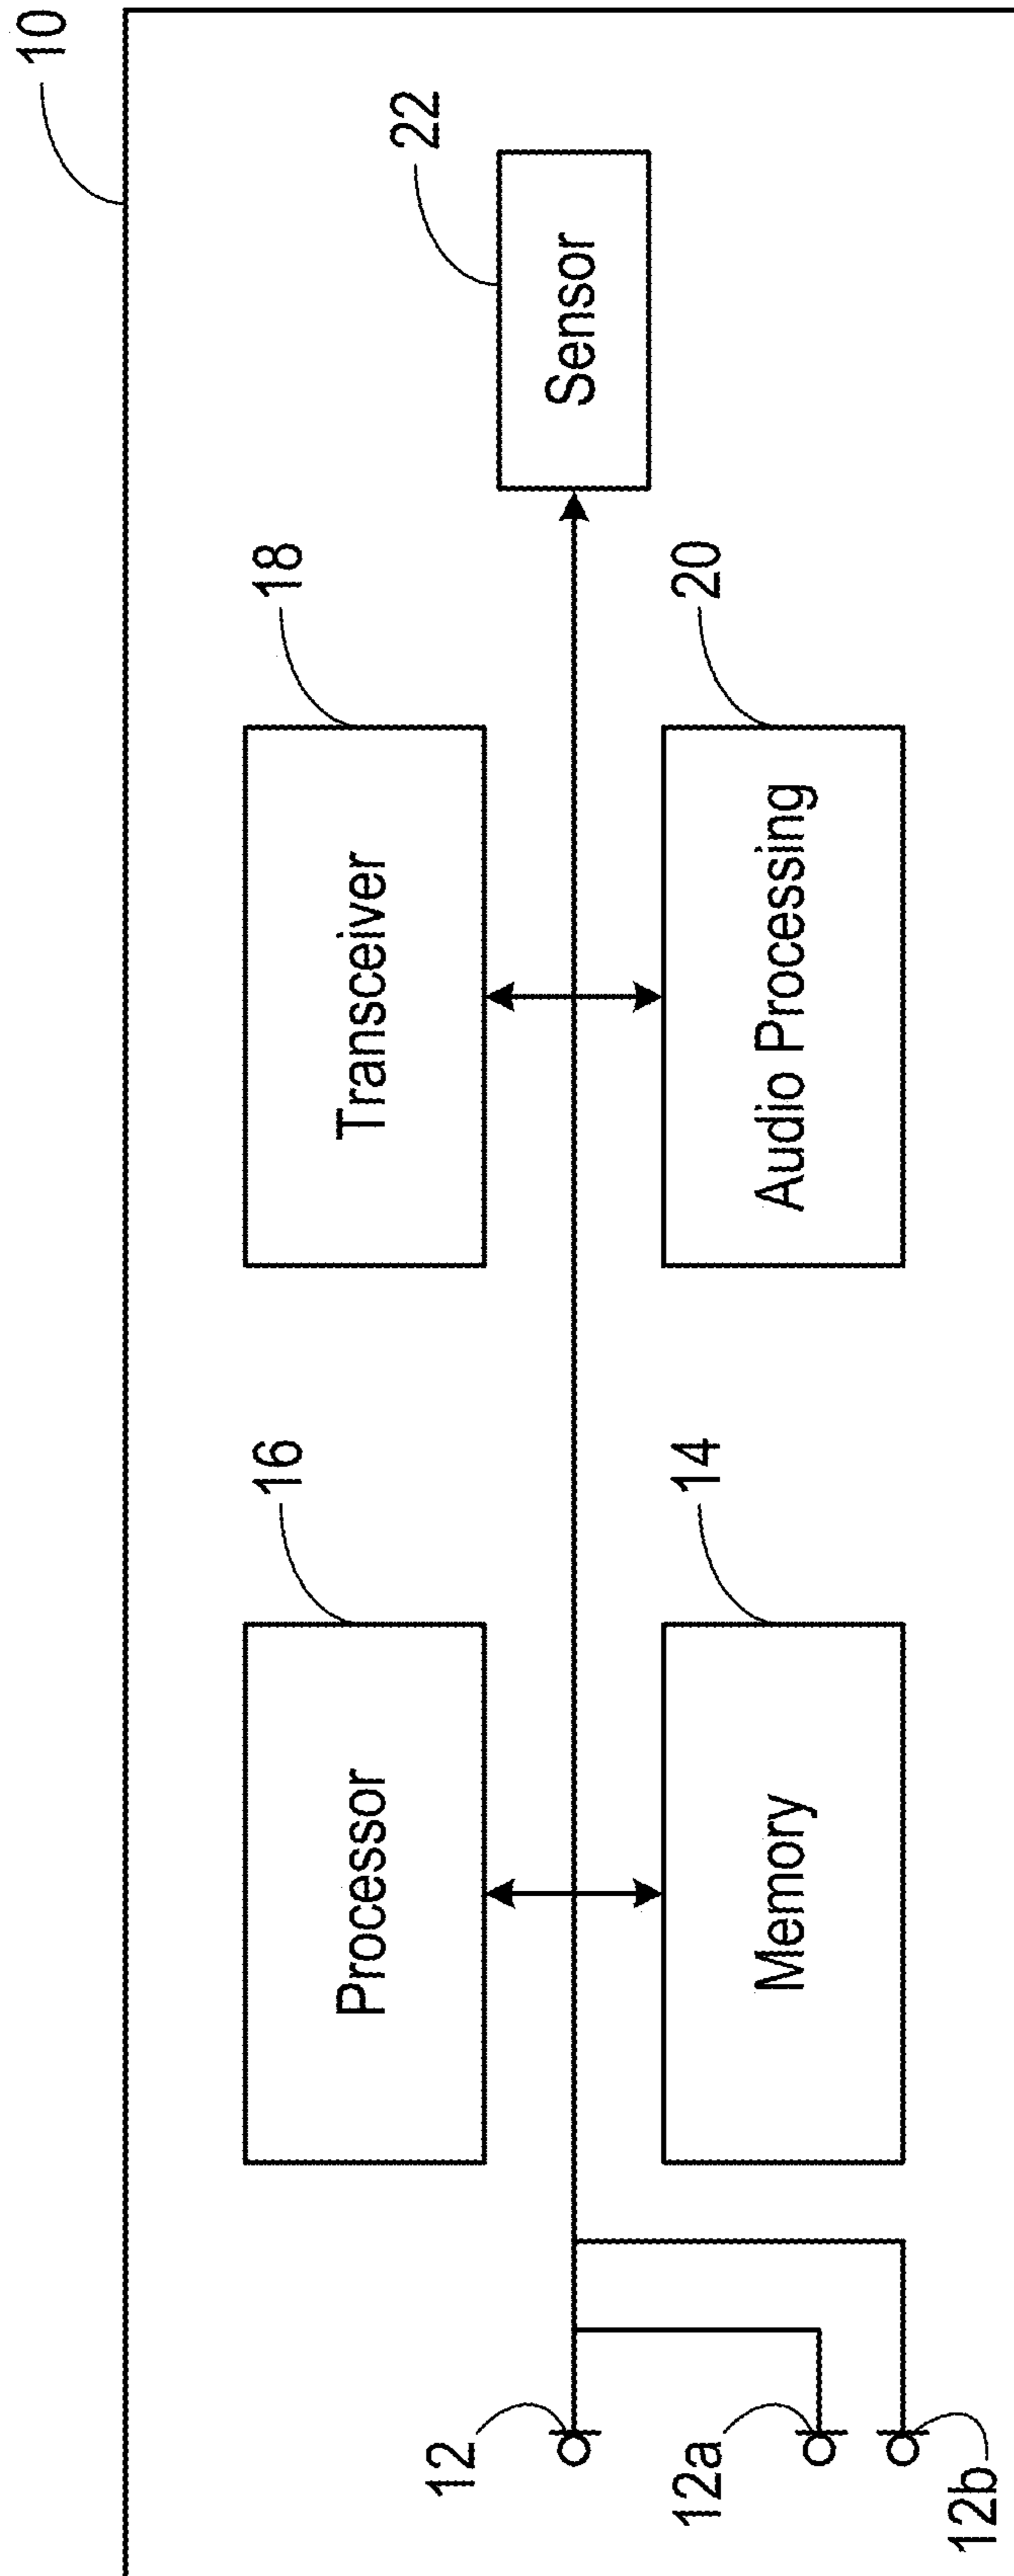 10
16
Processor
18
Transceiver
22
Sensor
12
12a
12b
14
Memory
20
Audio Processing